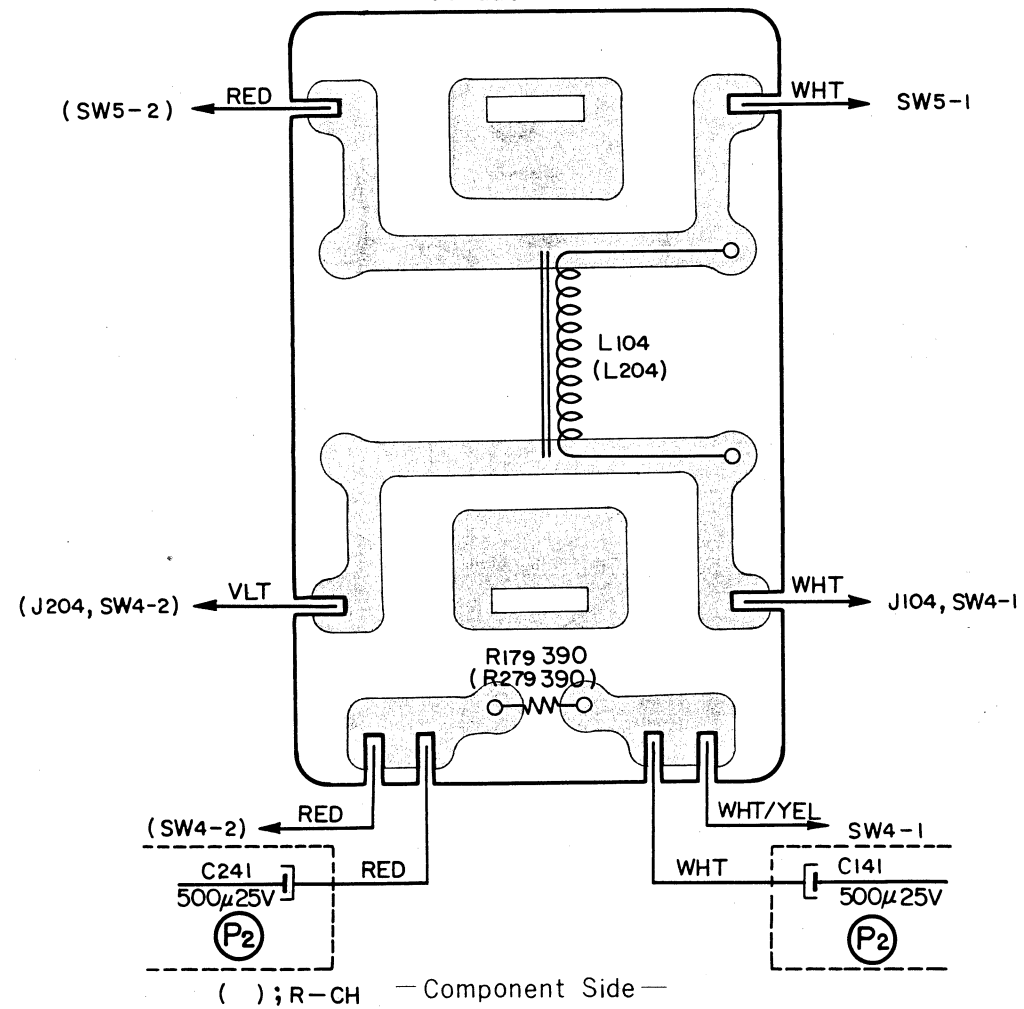 RED
(SW5-2)
WHT
SW5-1
L104
(L204)
VLT
(J204, SW4-2)
WHT
J104, SW4-1
R179 390
(R279 390)
RED
(SW4-2)
WHT/YEL
SW4-1
C241
500μ25V
P2
RED
WHT
C141
500μ25V
P2
( ); R-CH
—Component Side—